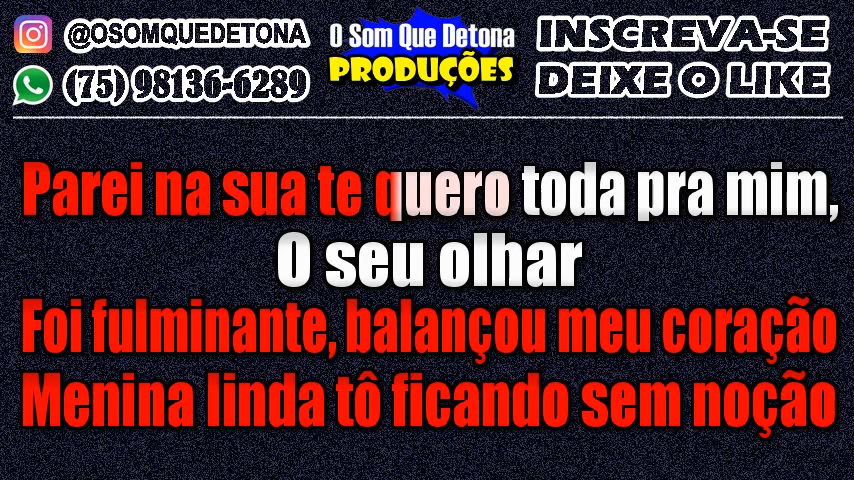 @OSOMQUEDETONA
(75) 98136-6289
O Som Que Detona
PRODUÇÕES
INSCREVA-SE
DEIXE O LIKE
Parei na sua te quero toda pra mim,
O seu olhar
Foi fulminante, balançou meu coração
Menina linda tô ficando sem noção